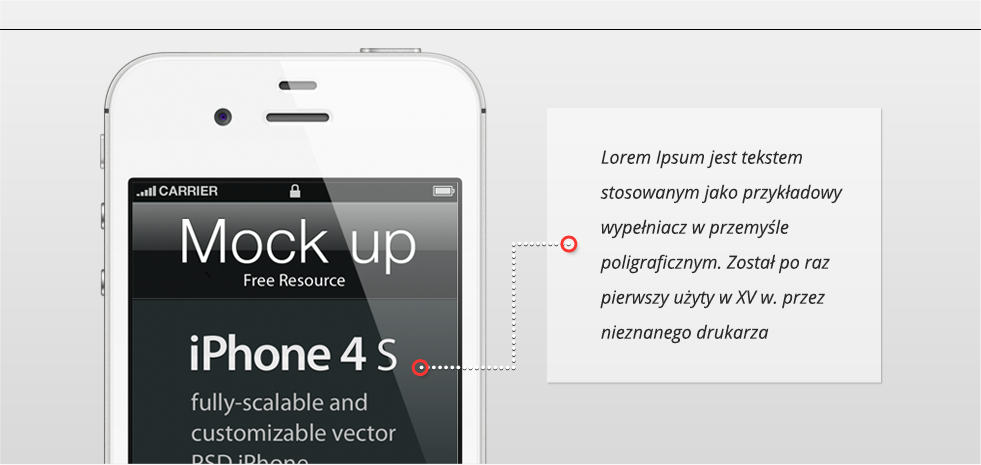 CARRIER
Mock up
Free Resource
iPhone 4 S
fully-scalable and
customizable vector
PSD iPhone
Lorem Ipsum jest tekstem
stosowanym jako przykładowy
wypełniacz w przemyśle
poligraficznym. Został po raz
pierwszy użyty w XV w. przez
nieznanego drukarza